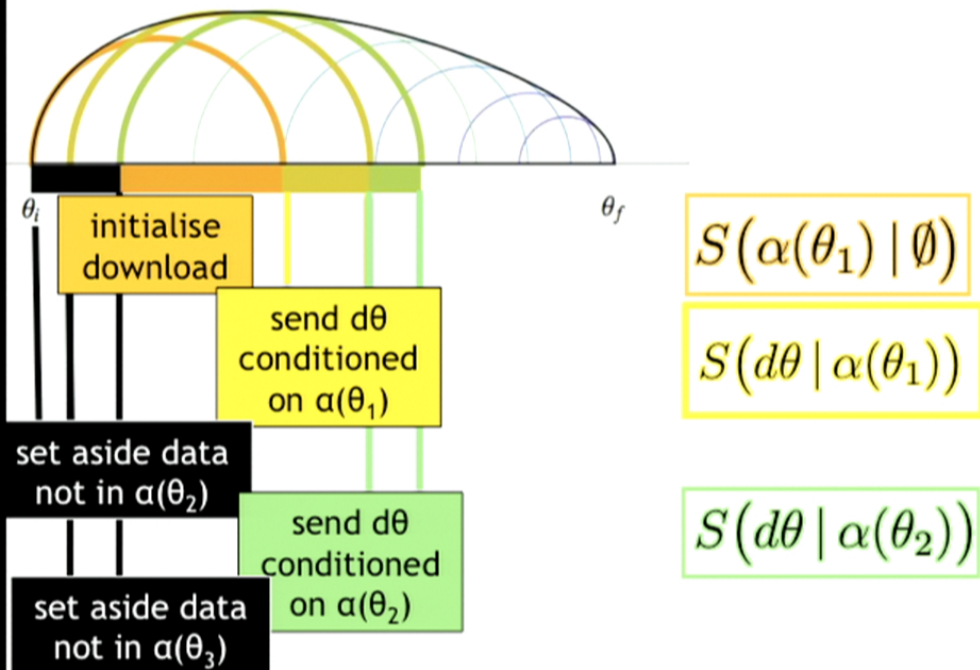 θᵢ
θ_f
initialise
download
S(α(θ₁) | ∅)
send dθ
conditioned
on α(θ₁)
S(dθ | α(θ₁))
set aside data
not in α(θ₂)
send dθ
conditioned
on α(θ₂)
S(dθ | α(θ₂))
set aside data
not in α(θ₃)